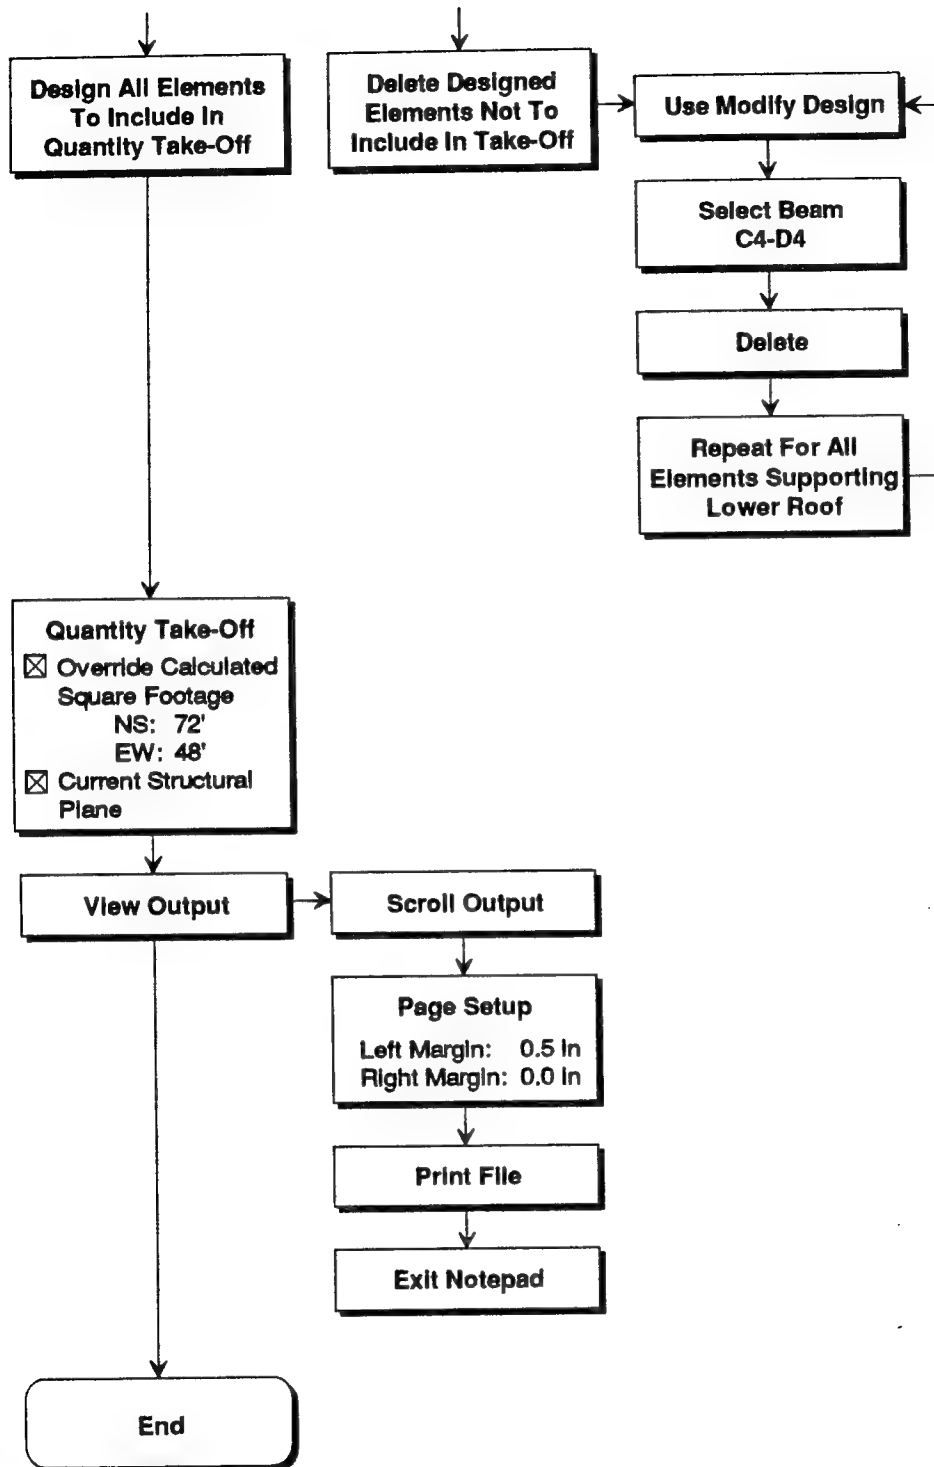 Design All Elements
To Include In
Quantity Take-Off
Delete Designed
Elements Not To
Include In Take-Off
Use Modify Design
Select Beam
C4-D4
Delete
Repeat For All
Elements Supporting
Lower Roof
Quantity Take-Off
Override Calculated
Square Footage
NS: 72'
EW: 48'
Current Structural
Plane
View Output
Scroll Output
Page Setup
Left Margin: 0.5 in
Right Margin: 0.0 in
Print File
Exit Notepad
End